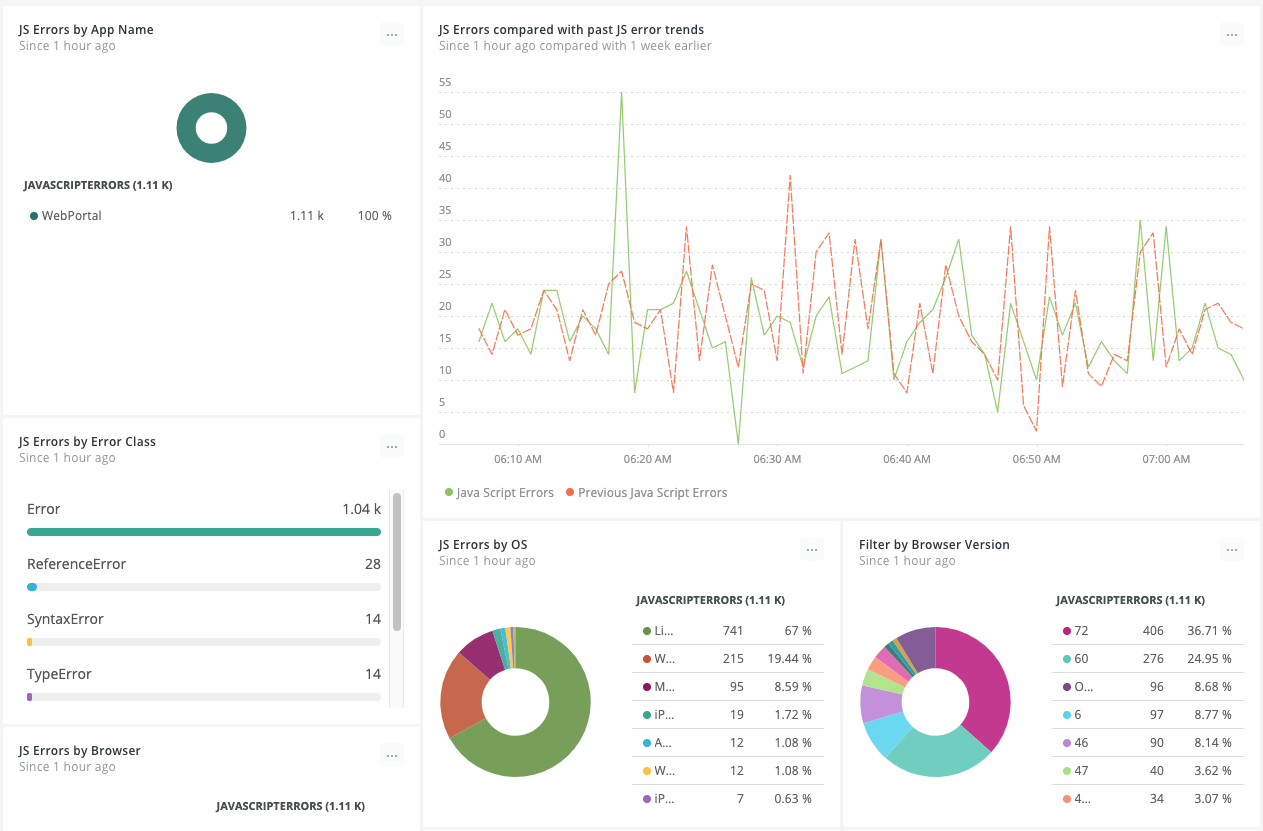 JS Errors by App Name
Since 1 hour ago
...
JAVASCRIPTERRORS (1.11 K)
WebPortal 1.11 k 100 %
JS Errors compared with past JS error trends
Since 1 hour ago compared with 1 week earlier
...
55
50
45
40
35
30
25
20
15
10
5
0
06:10 AM 06:20 AM 06:30 AM 06:40 AM 06:50 AM 07:00 AM
Java Script Errors Previous Java Script Errors
JS Errors by Error Class
Since 1 hour ago
...
Error 1.04 k
ReferenceError 28
SyntaxError 14
TypeError 14
JS Errors by OS
Since 1 hour ago
...
JAVASCRIPTERRORS (1.11 K)
Li... 741 67 %
W... 215 19.44 %
M... 95 8.59 %
iP... 19 1.72 %
A... 12 1.08 %
W... 12 1.08 %
iP... 7 0.63 %
Filter by Browser Version
Since 1 hour ago
...
JAVASCRIPTERRORS (1.11 K)
72 406 36.71 %
60 276 24.95 %
O... 96 8.68 %
6 97 8.77 %
46 90 8.14 %
47 40 3.62 %
4... 34 3.07 %
JS Errors by Browser
Since 1 hour ago
...
JAVASCRIPTERRORS (1.11 K)